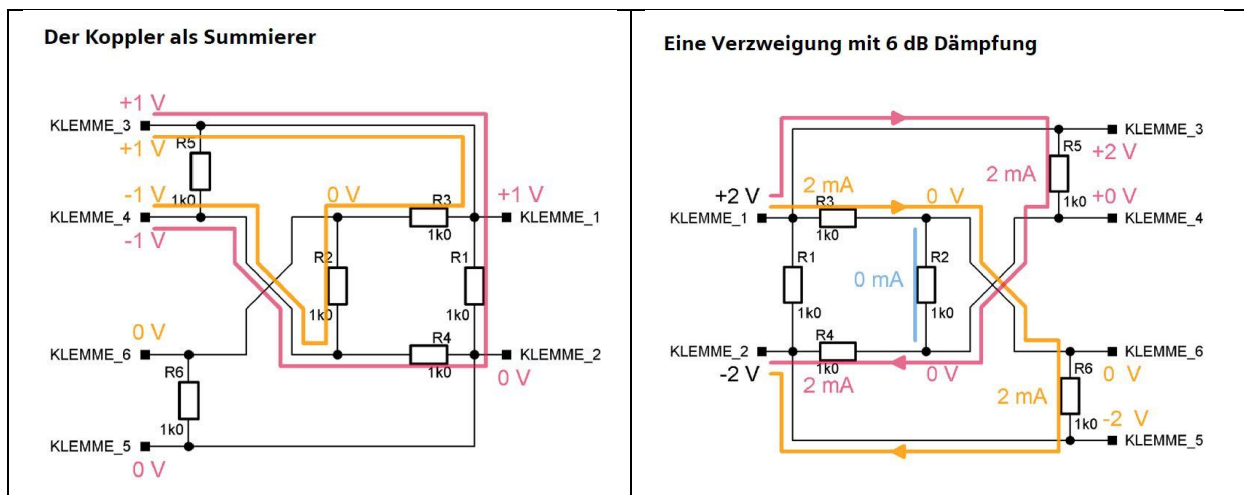 Der Koppler als Summierer
+1 V
KLEMME_3
+1 V
R5
1k0
-1 V
KLEMME_4
-1 V
0 V
R3
1k0
+1 V
KLEMME_1
R2
1k0
R1
1k0
0 V
KLEMME_6
R4
1k0
KLEMME_2
0 V
R6
1k0
KLEMME_5
0 V
Eine Verzweigung mit 6 dB Dämpfung
KLEMME_3
+2 V
R5
2 mA
1k0
+0 V
KLEMME_4
+2 V
KLEMME_1
2 mA
R3
1k0
0 V
R1
1k0
0 mA
R2
1k0
KLEMME_2
-2 V
R4
1k0
2 mA
0 V
KLEMME_6
0 V
R6
2 mA
1k0
-2 V
KLEMME_5